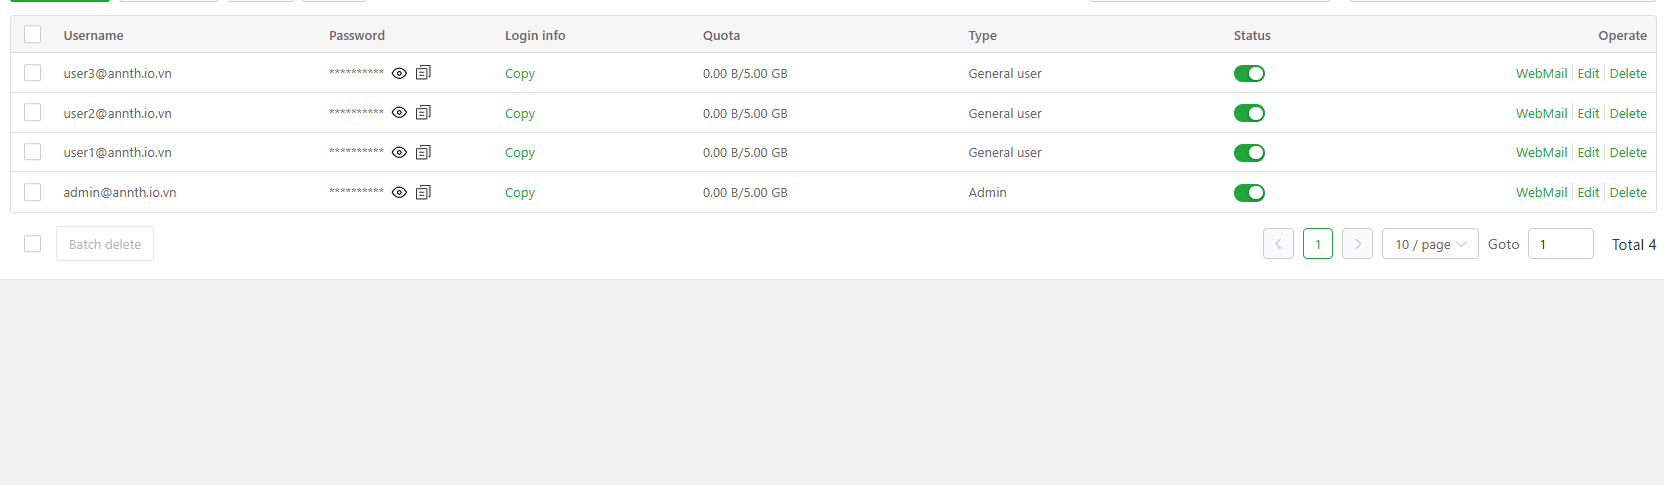 Username Password Login info Quota Type Status Operate
user3@annth.io.vn ********** Copy 0.00 B/5.00 GB General user WebMail Edit Delete
user2@annth.io.vn ********** Copy 0.00 B/5.00 GB General user WebMail Edit Delete
user1@annth.io.vn ********** Copy 0.00 B/5.00 GB General user WebMail Edit Delete
admin@annth.io.vn ********** Copy 0.00 B/5.00 GB Admin WebMail Edit Delete
Batch delete 1 10 / page Goto 1 Total 4